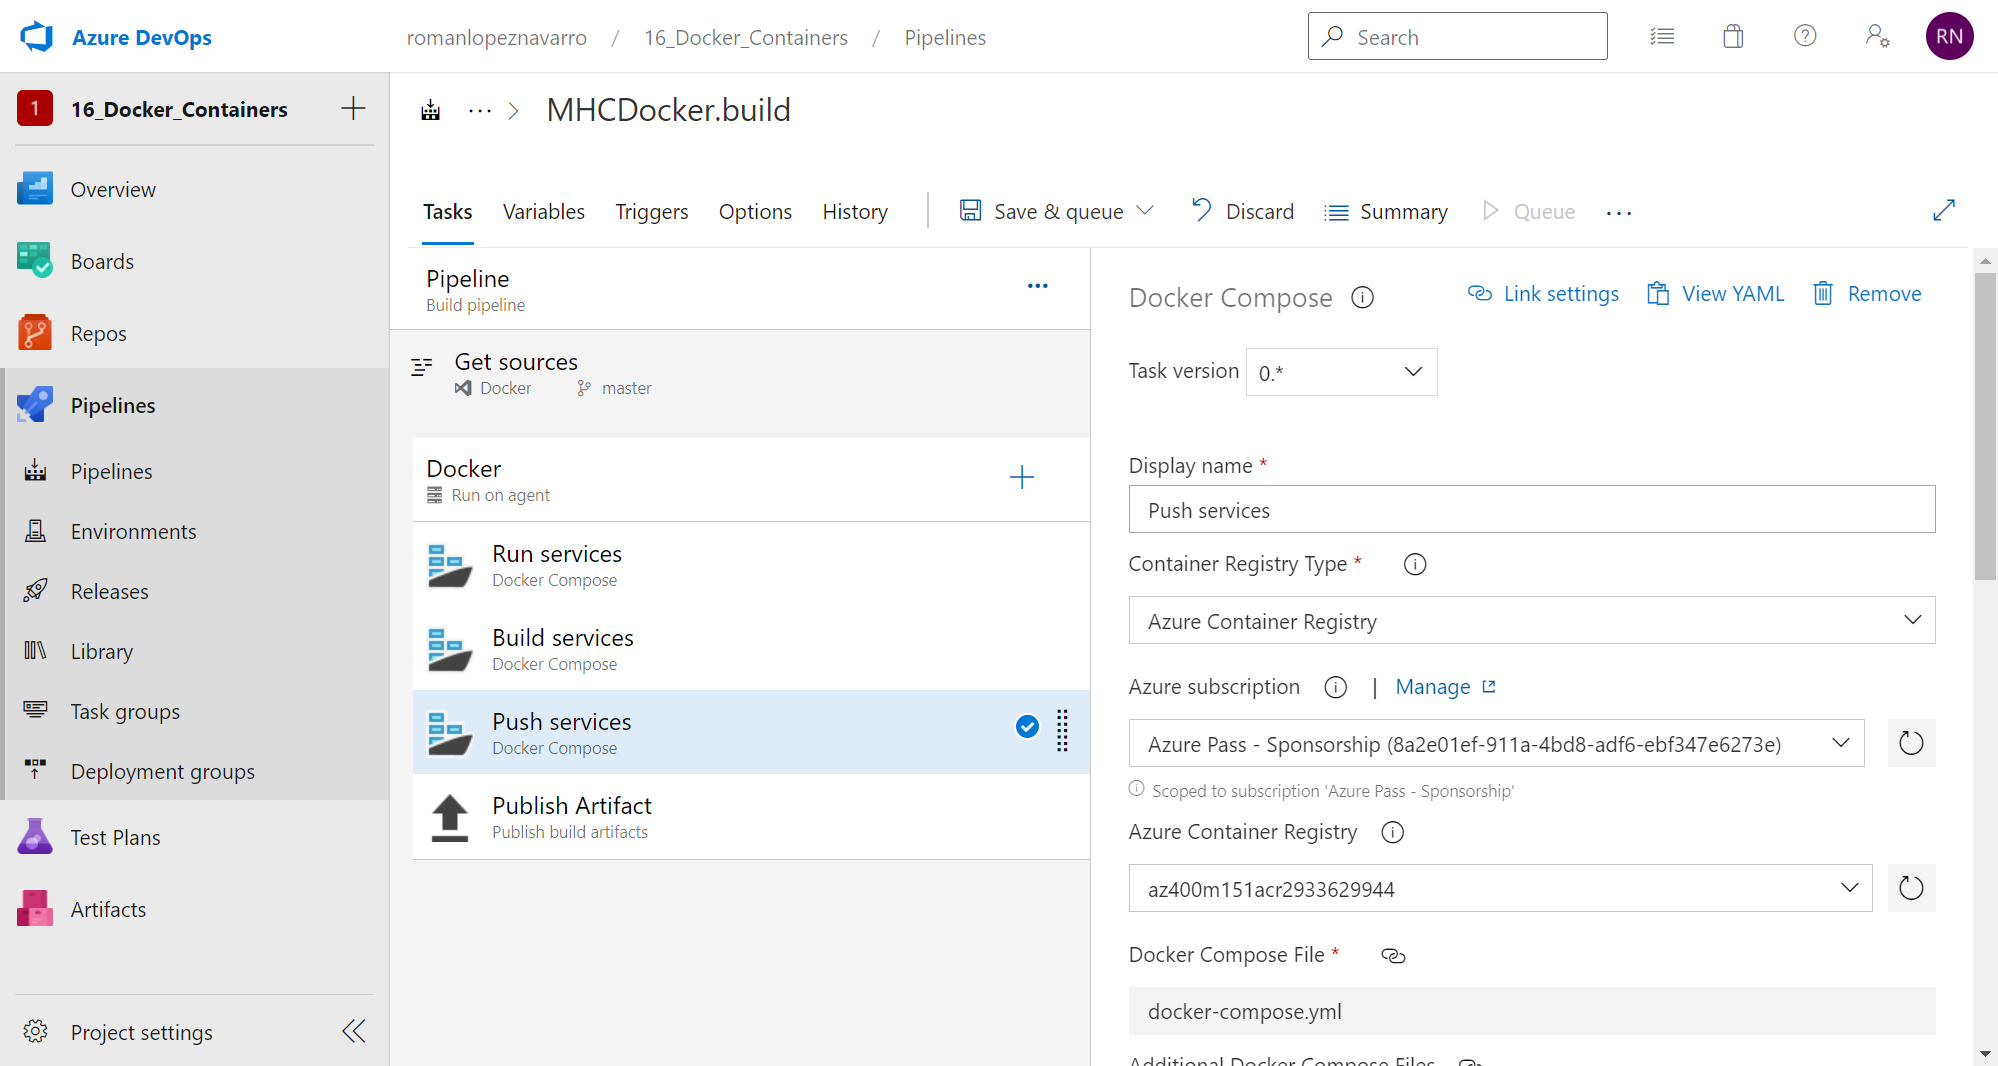 Azure DevOps
romanlopeznavarro / 16_Docker_Containers / Pipelines
Search
RN
1 16_Docker_Containers
Overview
Boards
Repos
Pipelines
Pipelines
Environments
Releases
Library
Task groups
Deployment groups
Test Plans
Artifacts
Project settings
... > MHCDocker.build
Tasks Variables Triggers Options History Save & queue Discard Summary Queue ...
Pipeline
Build pipeline
...
Get sources
Docker master
Docker
Run on agent
Run services
Docker Compose
Build services
Docker Compose
Push services
Docker Compose
Publish Artifact
Publish build artifacts
Docker Compose Link settings View YAML Remove
Task version 0.*
Display name *
Push services
Container Registry Type *
Azure Container Registry
Azure subscription | Manage
Azure Pass - Sponsorship (8a2e01ef-911a-4bd8-adf6-ebf347e6273e)
Scoped to subscription 'Azure Pass - Sponsorship'
Azure Container Registry
az400m151acr2933629944
Docker Compose File *
docker-compose.yml
Additional Docker Compose Files